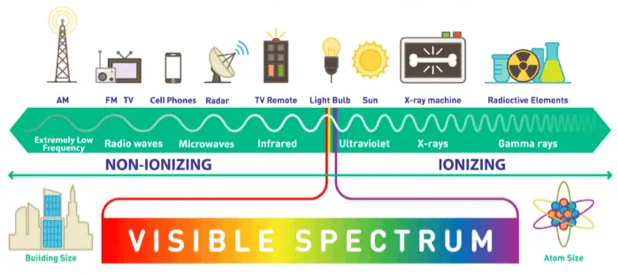 AM
FM TV
Cell Phones
Radar
TV Remote
Light Bulb
Sun
X-ray machine
Radioctive Elements
Extremely Low
Frequency
Radio waves
Microwaves
Infrared
Ultraviolet
X-rays
Gamma rays
NON-IONIZING
IONIZING
Building Size
VISIBLE SPECTRUM
Atom Size